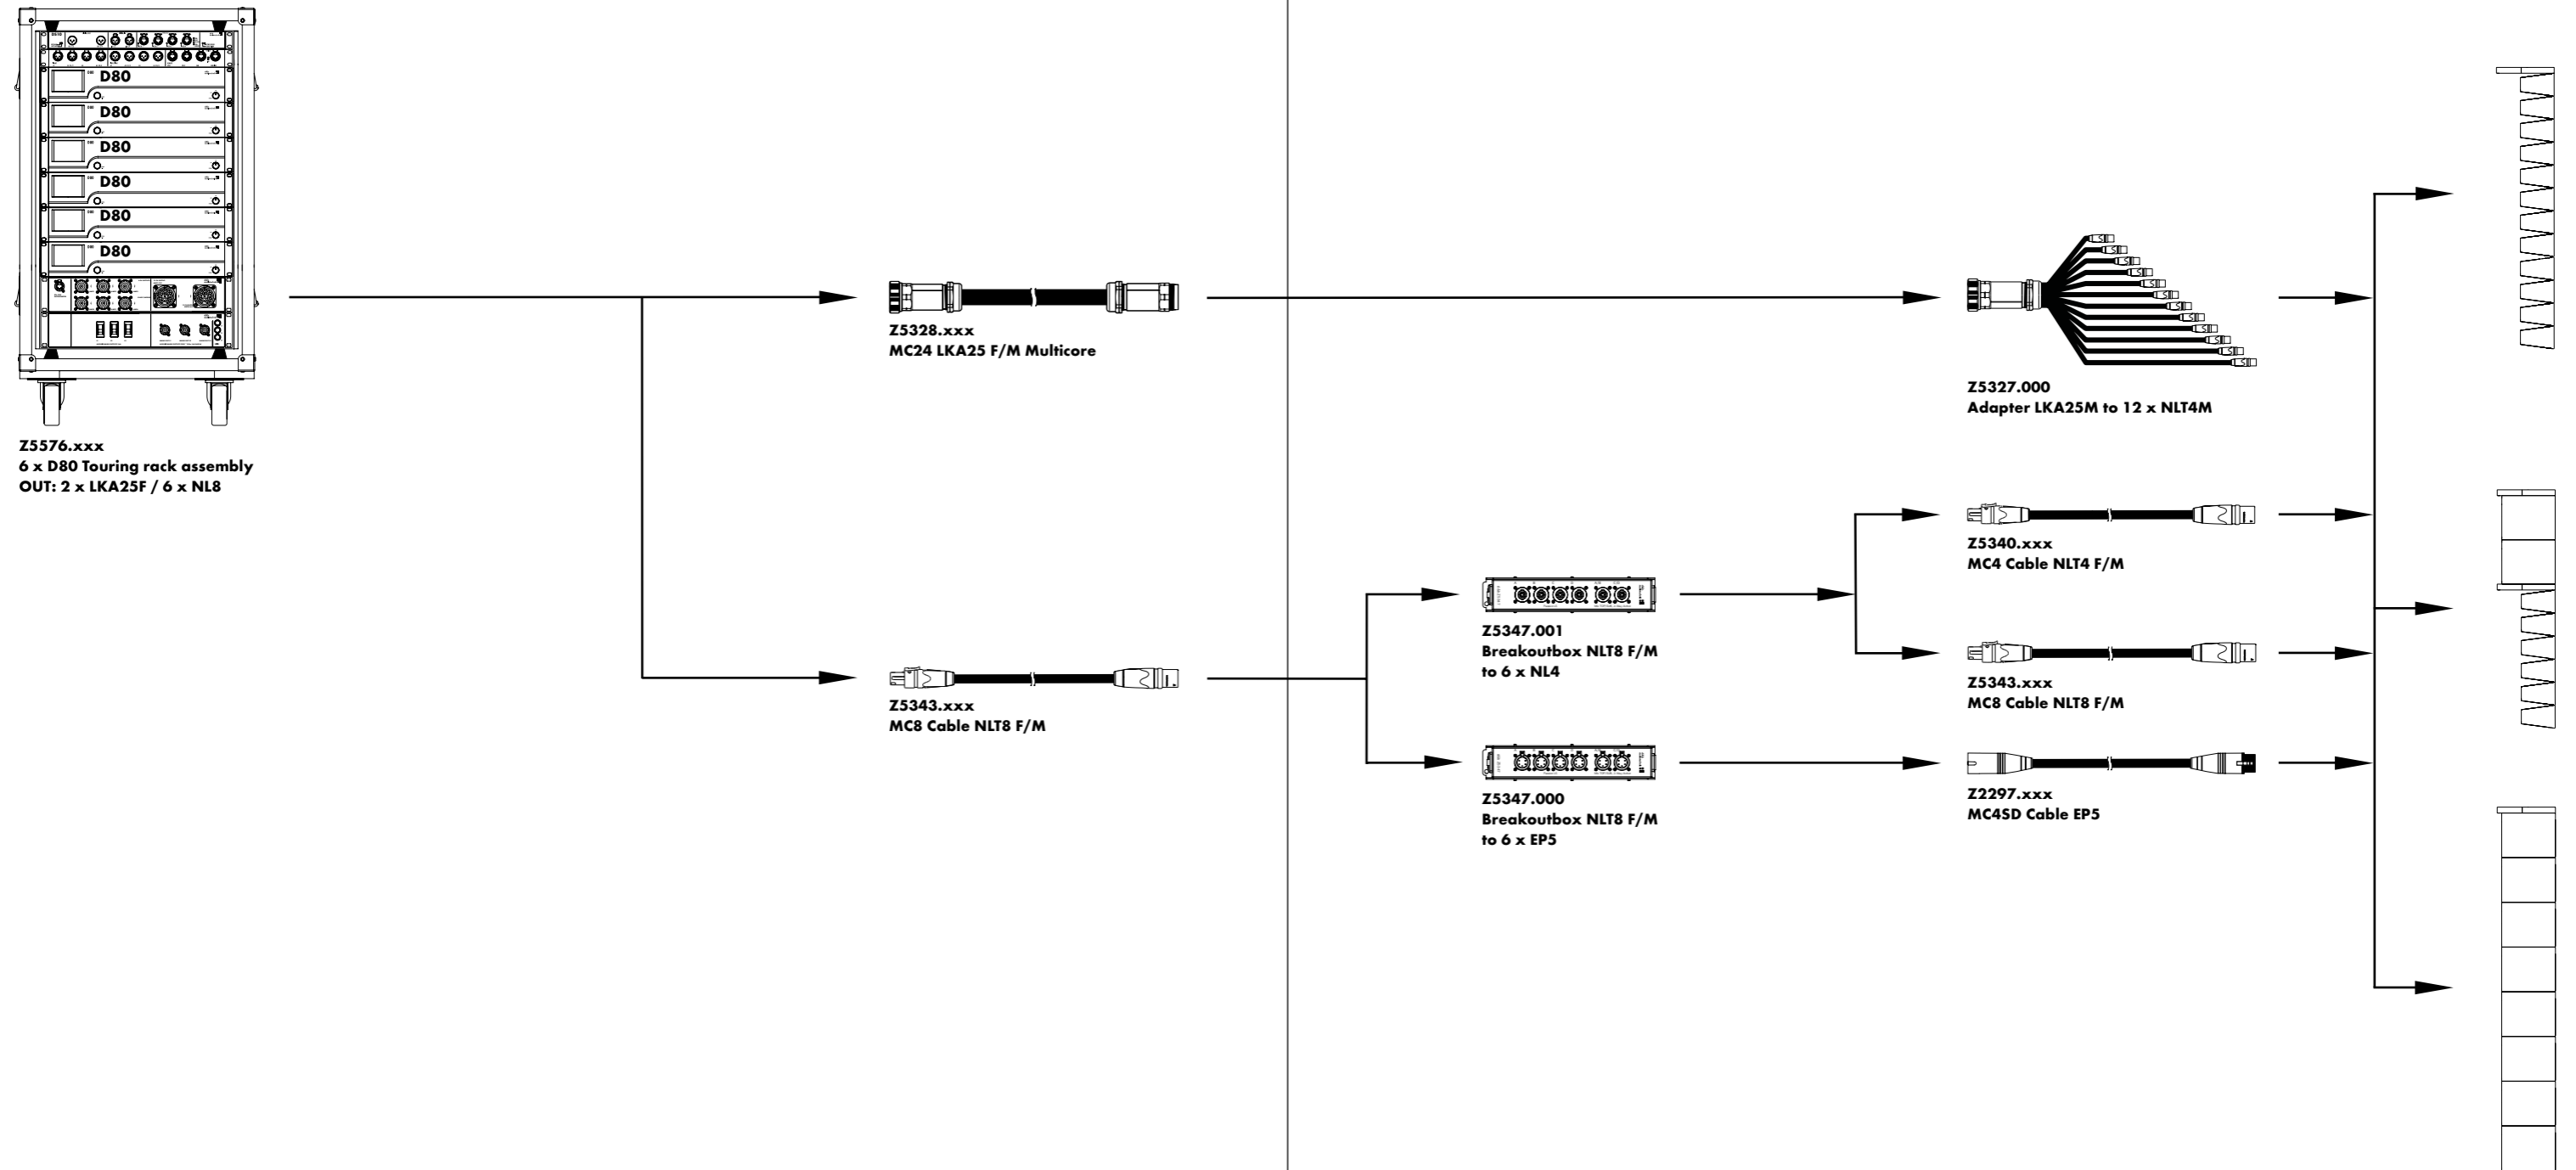 D80
D80
D80
D80
D80
D80
Z5576.xxx
6 x D80 Touring rack assembly
OUT: 2 x LKA25F / 6 x NL8
Z5328.xxx
MC24 LKA25 F/M Multicore
Z5343.xxx
MC8 Cable NLT8 F/M
Z5347.001
Breakoutbox NLT8 F/M
to 6 x NL4
Z5347.000
Breakoutbox NLT8 F/M
to 6 x EP5
Z5327.000
Adapter LKA25M to 12 x NLT4M
Z5340.xxx
MC4 Cable NLT4 F/M
Z5343.xxx
MC8 Cable NLT8 F/M
Z2297.xxx
MC4SD Cable EP5